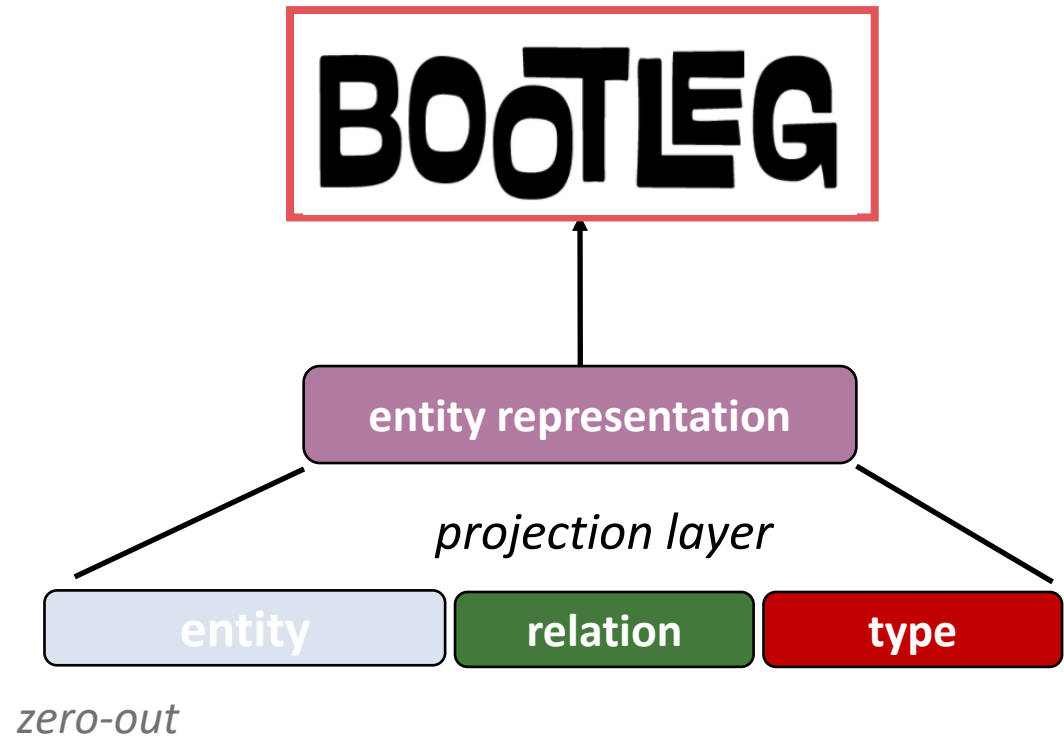 BOOTLEG
entity representation
projection layer
entity
relation
type
zero-out